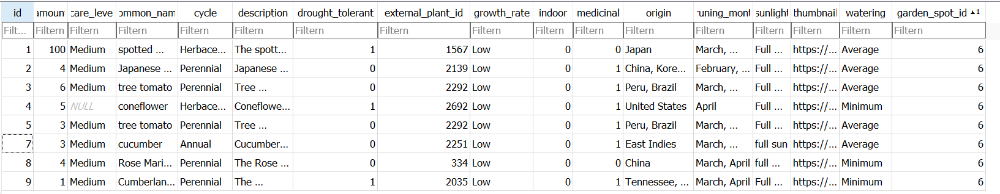 id amount care_leve ommon_nam cycle description drought_tolerant external_plant_id growth_rate indoor medicinal origin runing_mont sunlight thumbnail watering garden_spot_id ▲1
Filt... Filtern Filtern Filtern Filtern Filtern Filtern Filtern Filtern Filtern Filtern Filtern Filtern Filtern Filtern Filtern Filtern
1 100 Medium spotted ... Herbace... The spott... 1 1567 Low 0 0 Japan March, ... Full ... https://... Average 6
2 4 Medium Japanese ... Perennial Japanese ... 0 2139 Low 0 1 China, Kore... February, ... Full ... https://... Average 6
3 6 Medium tree tomato Perennial Tree ... 0 2292 Low 0 1 Peru, Brazil March, ... Full ... https://... Average 6
4 5 NULL coneflower Herbace... Coneflowe... 1 2692 Low 0 1 United States April Full ... https://... Minimum 6
5 3 Medium tree tomato Perennial Tree ... 0 2292 Low 0 1 Peru, Brazil March, ... Full ... https://... Average 6
7 3 Medium cucumber Annual Cucumber... 0 2251 Low 0 1 East Indies March, ... full sun https://... Average 6
8 4 Medium Rose Mari... Perennial The Rose ... 0 334 Low 0 0 China March, April full ... https://... Minimum 6
9 1 Medium Cumberlan... Perennial The ... 1 2035 Low 0 1 Tennessee, ... March, April Full ... https://... Minimum 6